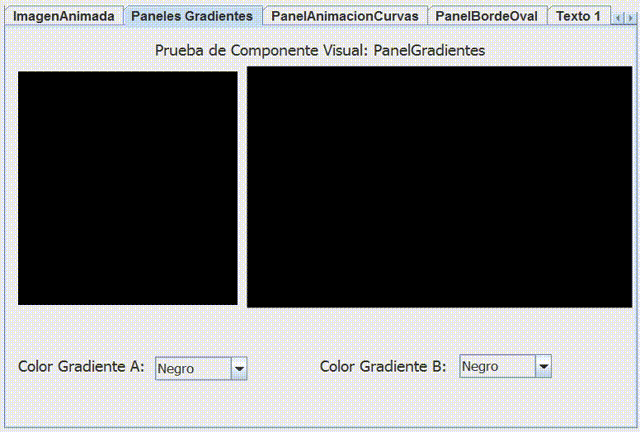 ImagenAnimada Paneles Gradientes PanelAnimacionCurvas PanelBordeOval Texto 1
Prueba de Componente Visual: PanelGradientes
Color Gradiente A: Negro Color Gradiente B: Negro